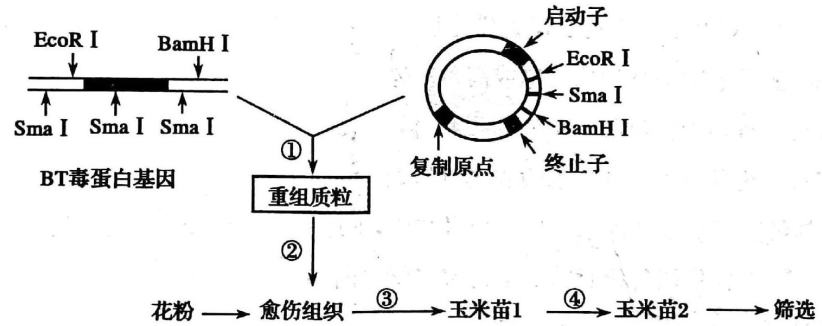 EcoR Ⅰ
BamH Ⅰ
Sma Ⅰ
Sma Ⅰ
Sma Ⅰ
BT毒蛋白基因
启动子
EcoR Ⅰ
Sma Ⅰ
BamH Ⅰ
终止子
复制原点
①
重组质粒
②
花粉
愈伤组织
③
玉米苗1
④
玉米苗2
筛选